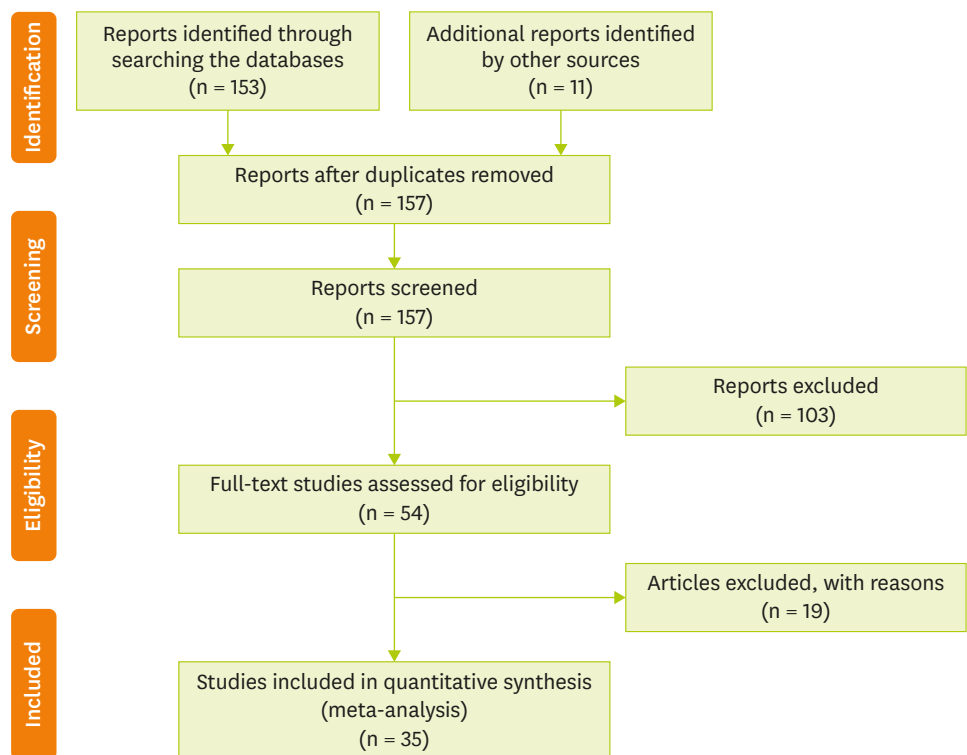 Identification
Reports identified through
searching the databases
(n = 153)
Additional reports identified
by other sources
(n = 11)
Reports after duplicates removed
(n = 157)
Screening
Reports screened
(n = 157)
Reports excluded
(n = 103)
Eligibility
Full-text studies assessed for eligibility
(n = 54)
Articles excluded, with reasons
(n = 19)
Included
Studies included in quantitative synthesis
(meta-analysis)
(n = 35)